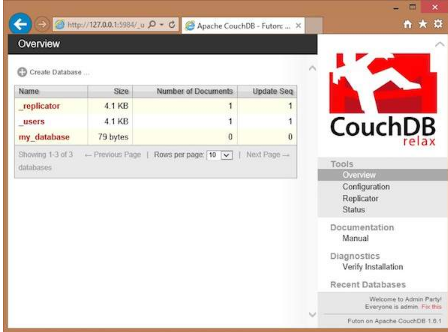 http://127.0.0.1:5984/_u
Apache CouchDB - Futon: ...
Overview
Create Database ...
Name Size Number of Documents Update Seq
_replicator 4.1 KB 1 1
_users 4.1 KB 1 1
my_database 79 bytes 0 0
Showing 1-3 of 3 databases ← Previous Page | Rows per page: 10 | Next Page →
CouchDB
relax
Tools
Overview
Configuration
Replicator
Status
Documentation
Manual
Diagnostics
Verify Installation
Recent Databases
Welcome to Admin Party!
Everyone is admin. Fix this
Futon on Apache CouchDB 1.6.1